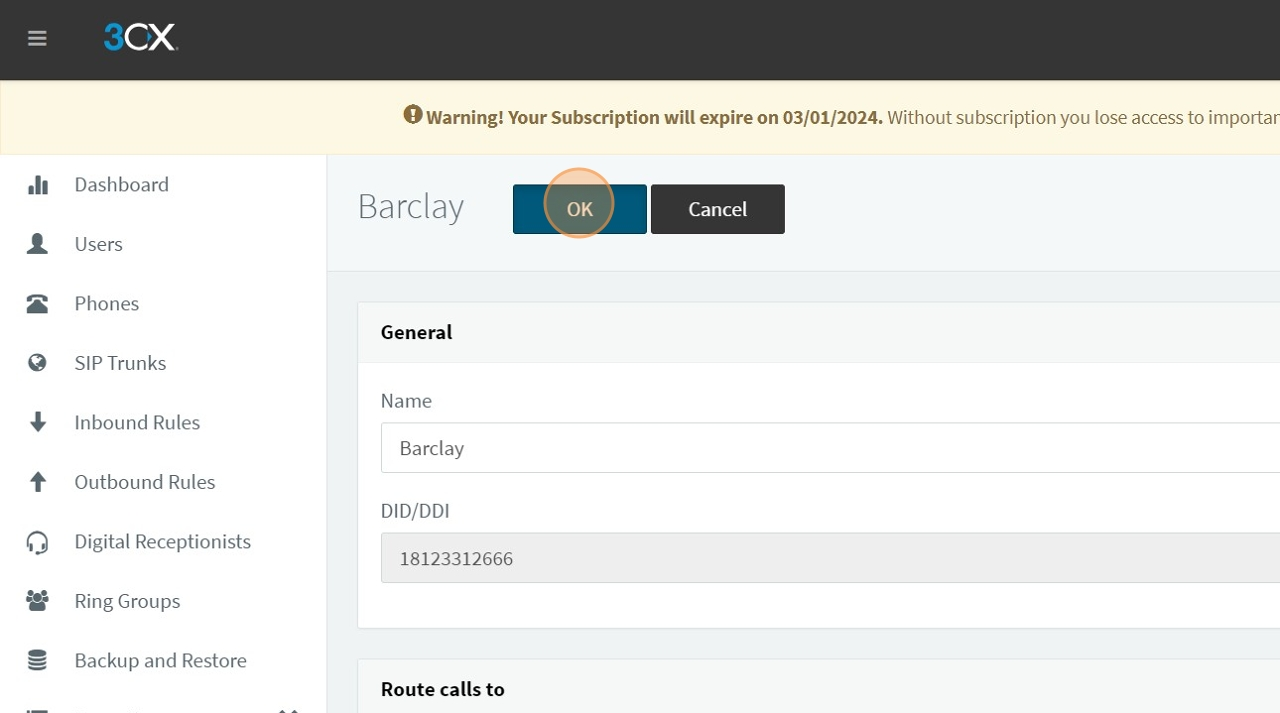 3CX
Warning! Your Subscription will expire on 03/01/2024. Without subscription you lose access to importan
Dashboard
Users
Phones
SIP Trunks
Inbound Rules
Outbound Rules
Digital Receptionists
Ring Groups
Backup and Restore
Barclay
OK
Cancel
General
Name
Barclay
DID/DDI
18123312666
Route calls to